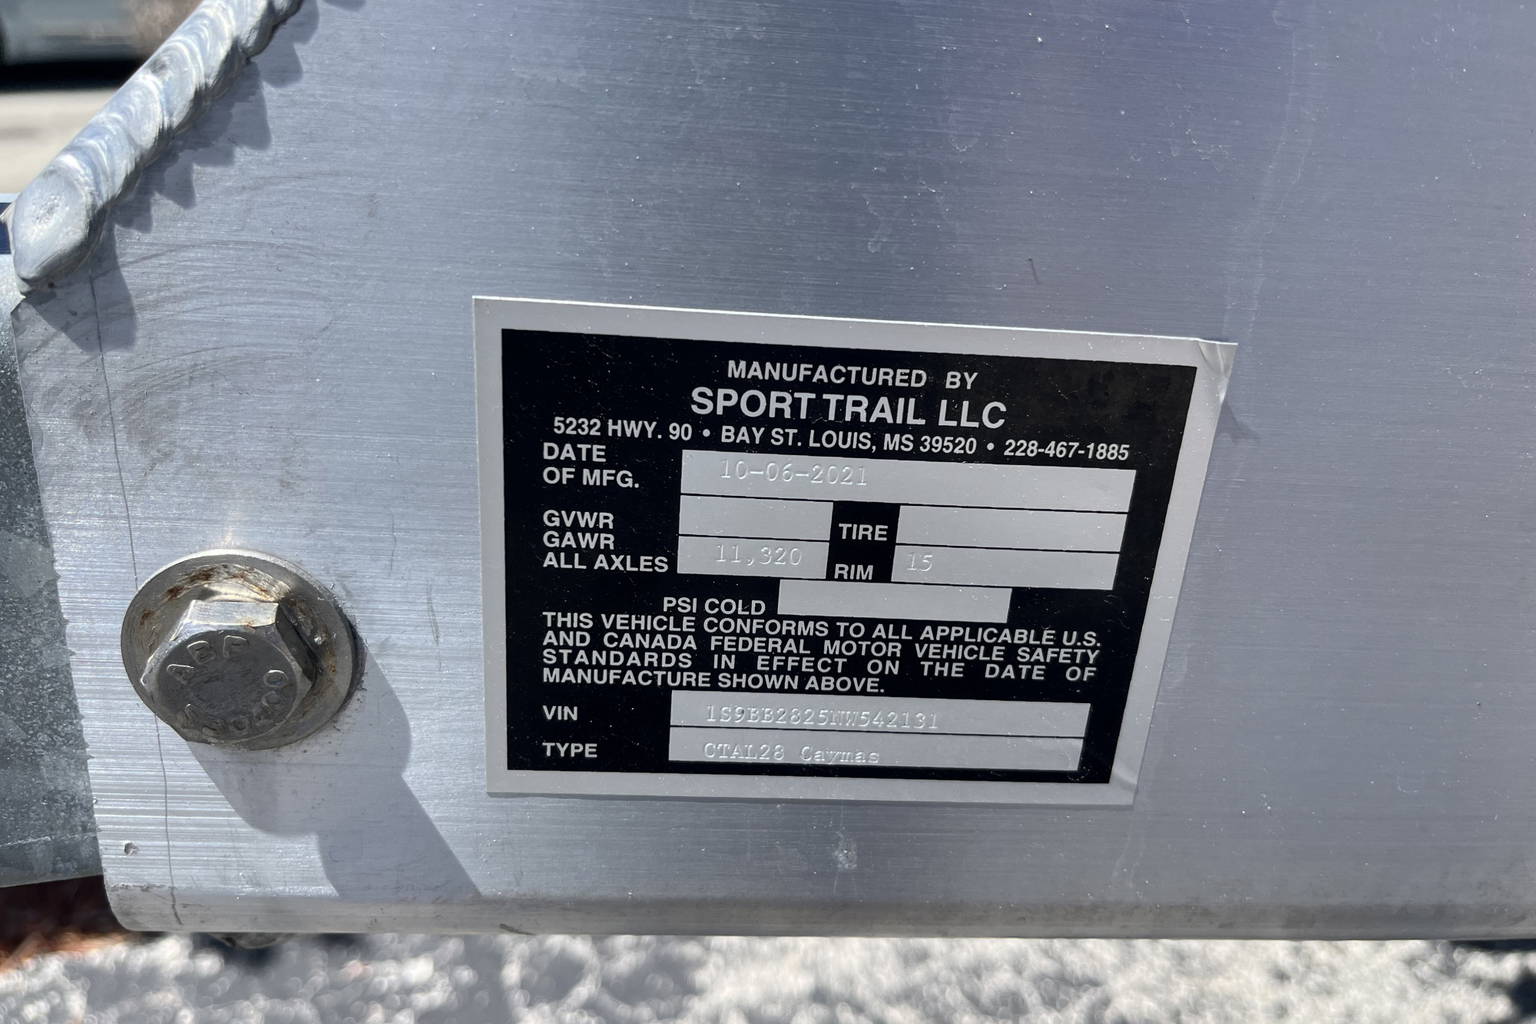 MANUFACTURED BY
SPORT TRAIL LLC
5232 HWY. 90 • BAY ST. LOUIS, MS 39520 • 228-467-1885
DATE
OF MFG. 10-06-2021
GVWR TIRE
GAWR
ALL AXLES 11,320 RIM 15
PSI COLD
THIS VEHICLE CONFORMS TO ALL APPLICABLE U.S.
AND CANADA FEDERAL MOTOR VEHICLE SAFETY
STANDARDS IN EFFECT ON THE DATE OF
MANUFACTURE SHOWN ABOVE.
VIN 1S9BB2825NW542131
TYPE CTAL28 Caymas